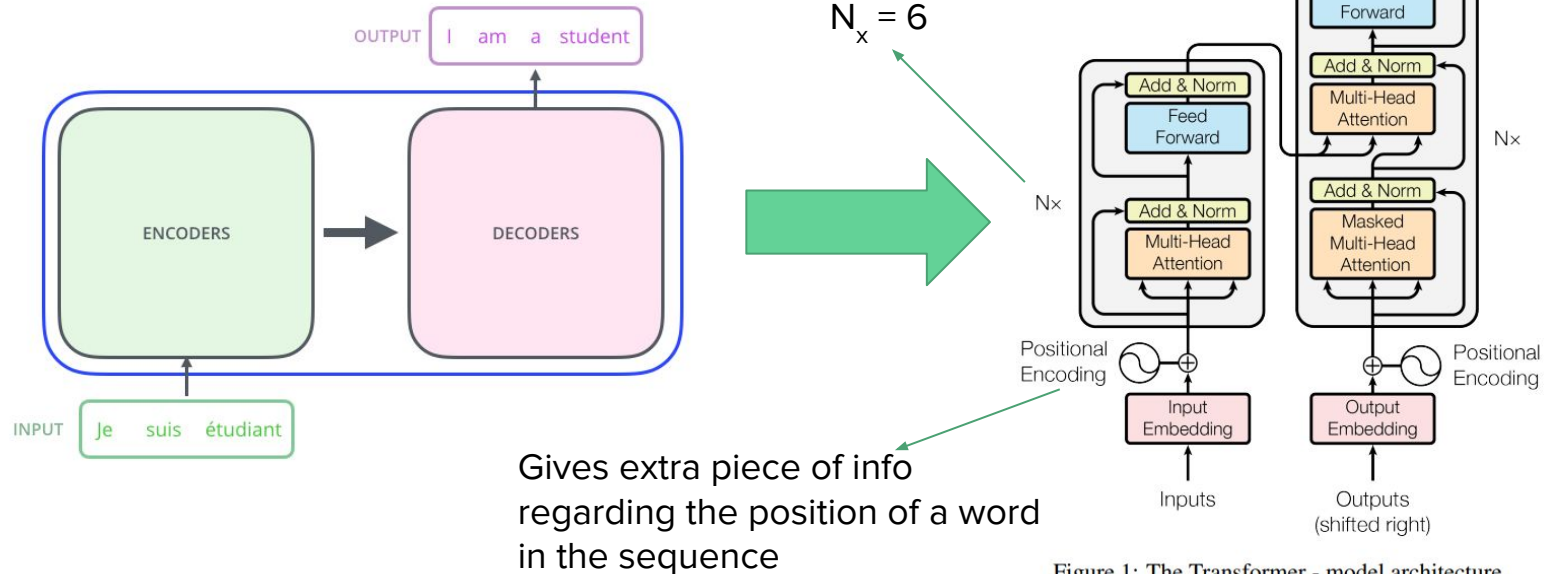 OUTPUT
I am a student
ENCODERS
DECODERS
INPUT
Je suis étudiant
Nx = 6
Gives extra piece of info
regarding the position of a word
in the sequence
Add & Norm
Feed
Forward
Add & Norm
Multi-Head
Attention
N×
Positional
Encoding
Input
Embedding
Inputs
Forward
Add & Norm
Multi-Head
Attention
N×
Add & Norm
Masked
Multi-Head
Attention
Positional
Encoding
Output
Embedding
Outputs
(shifted right)
Figure 1: The Transformer - model architecture